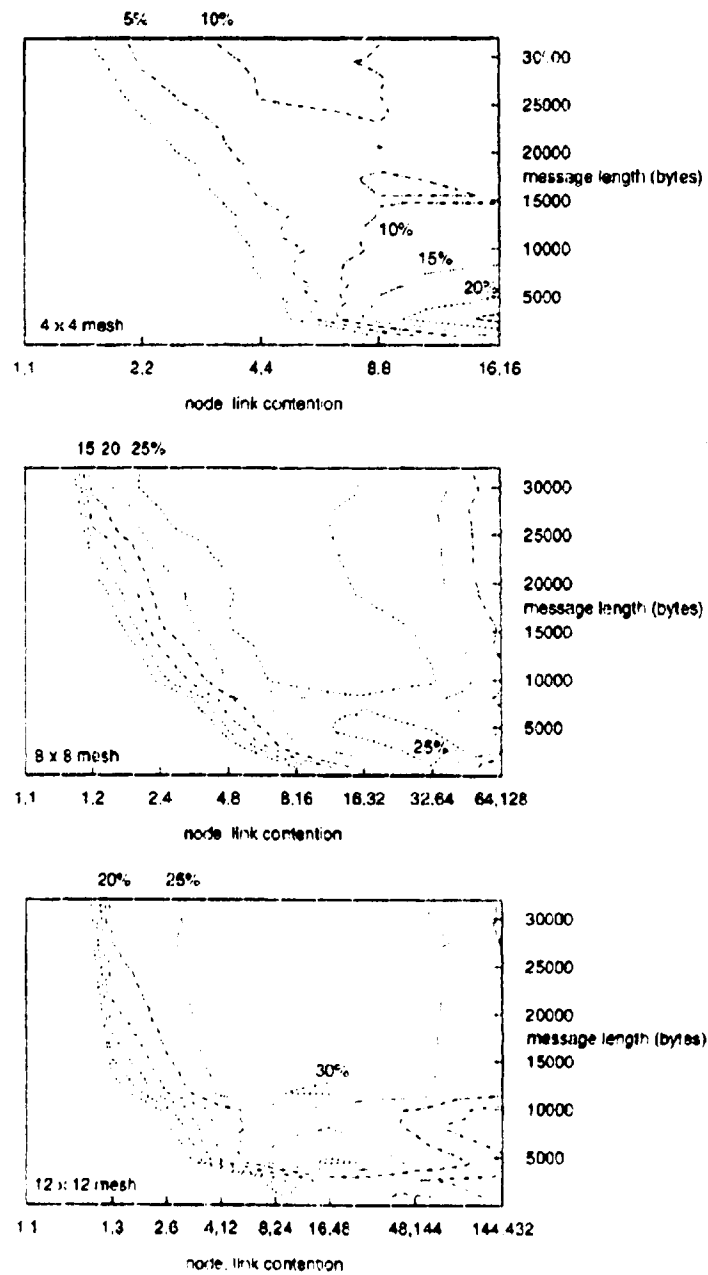 5% 10%
30000
25000
20000
message length (bytes)
15000
10%
10000
15%
20%
5000
4 x 4 mesh
1,1 2,2 4,4 8,8 16,16
node, link contention
15 20 25%
30000
25000
20000
message length (bytes)
15000
10000
5000
25%
8 x 8 mesh
1,1 1,2 2,4 4,8 8,16 16,32 32,64 64,128
node, link contention
20% 25%
30000
25000
20000
message length (bytes)
15000
30%
10000
5000
12 x 12 mesh
1,1 1,3 2,6 4,12 8,24 16,48 48,144 144,432
node, link contention